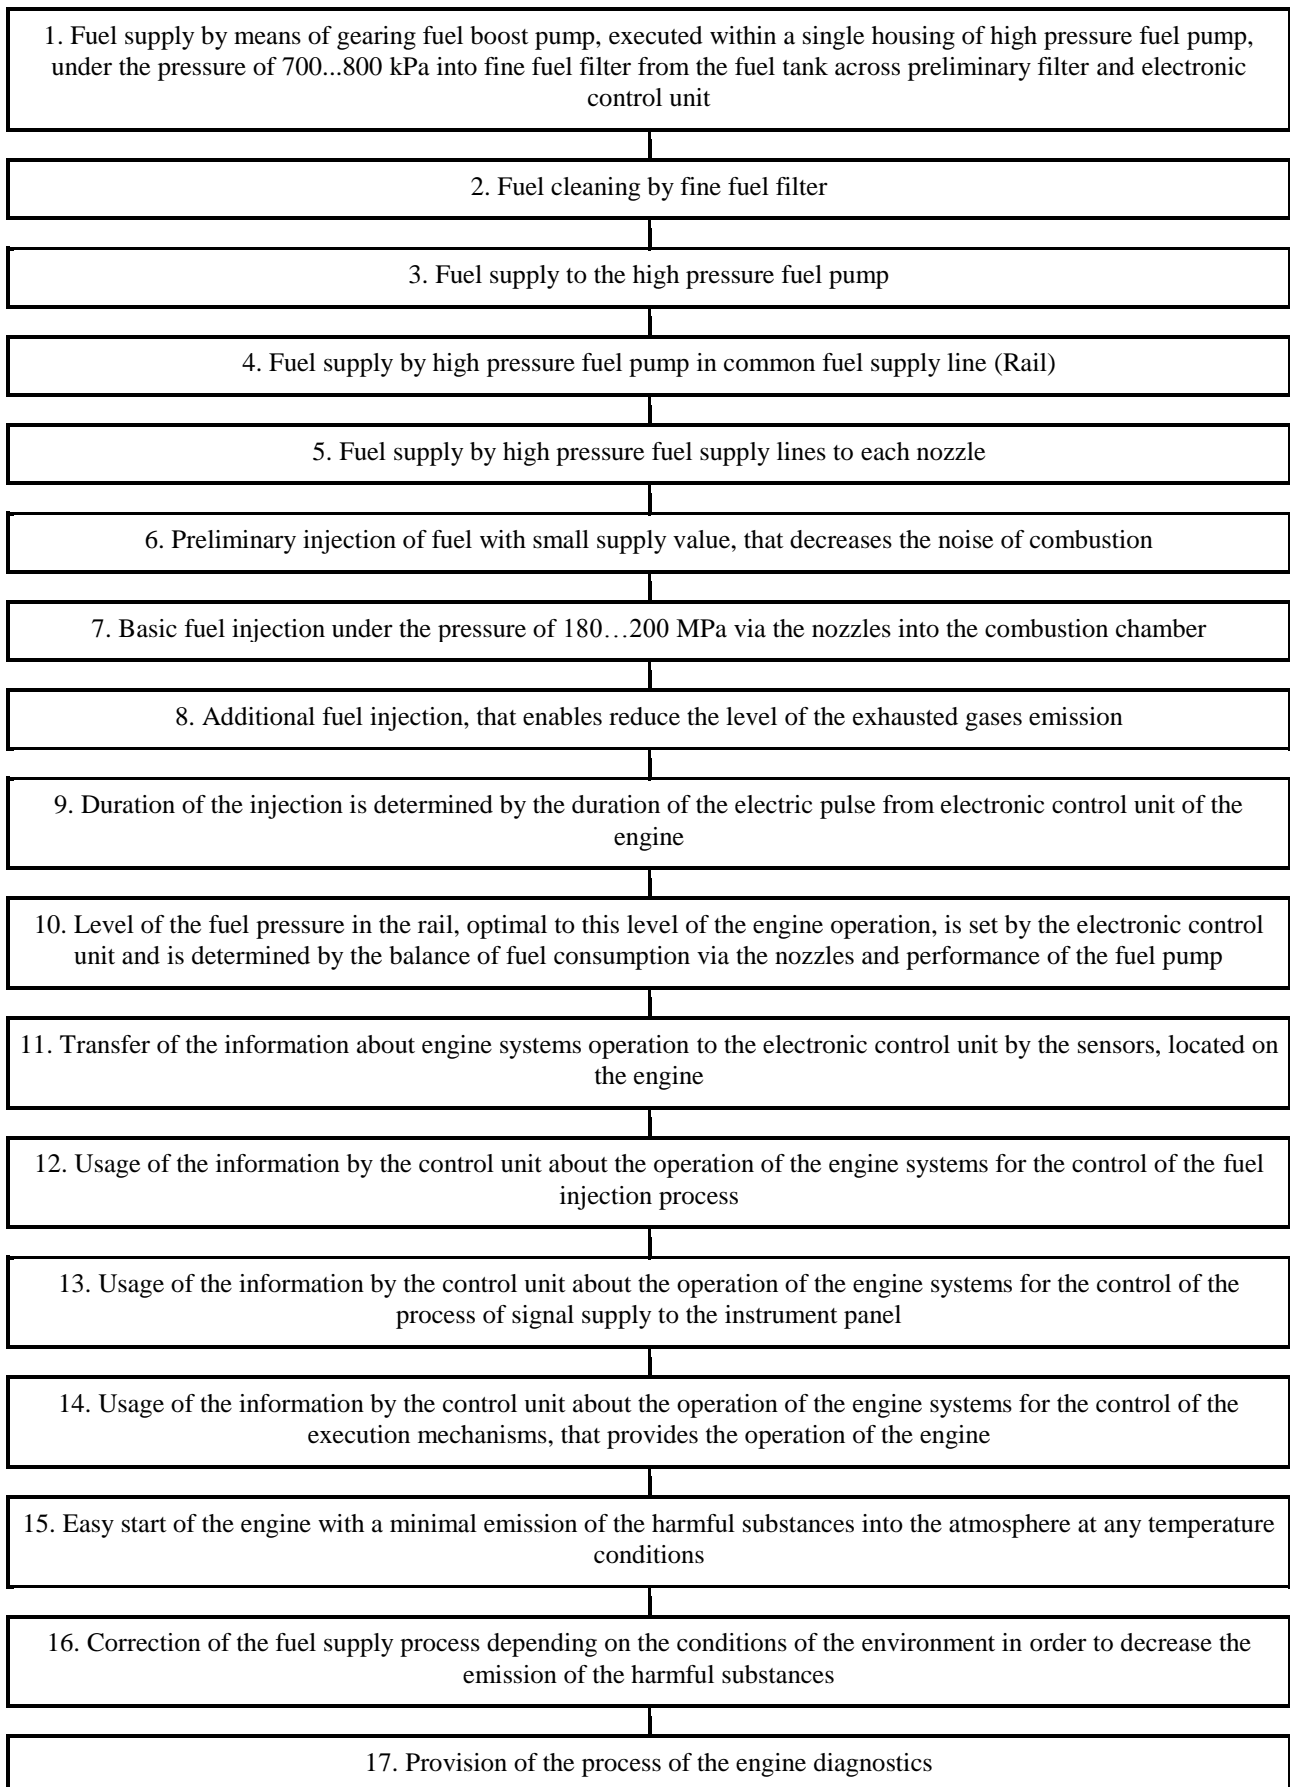 1. Fuel supply by means of gearing fuel boost pump, executed within a single housing of high pressure fuel pump,
under the pressure of 700...800 kPa into fine fuel filter from the fuel tank across preliminary filter and electronic
control unit
2. Fuel cleaning by fine fuel filter
3. Fuel supply to the high pressure fuel pump
4. Fuel supply by high pressure fuel pump in common fuel supply line (Rail)
5. Fuel supply by high pressure fuel supply lines to each nozzle
6. Preliminary injection of fuel with small supply value, that decreases the noise of combustion
7. Basic fuel injection under the pressure of 180…200 MPa via the nozzles into the combustion chamber
8. Additional fuel injection, that enables reduce the level of the exhausted gases emission
9. Duration of the injection is determined by the duration of the electric pulse from electronic control unit of the
engine
10. Level of the fuel pressure in the rail, optimal to this level of the engine operation, is set by the electronic control
unit and is determined by the balance of fuel consumption via the nozzles and performance of the fuel pump
11. Transfer of the information about engine systems operation to the electronic control unit by the sensors, located on
the engine
12. Usage of the information by the control unit about the operation of the engine systems for the control of the fuel
injection process
13. Usage of the information by the control unit about the operation of the engine systems for the control of the
process of signal supply to the instrument panel
14. Usage of the information by the control unit about the operation of the engine systems for the control of the
execution mechanisms, that provides the operation of the engine
15. Easy start of the engine with a minimal emission of the harmful substances into the atmosphere at any temperature
conditions
16. Correction of the fuel supply process depending on the conditions of the environment in order to decrease the
emission of the harmful substances
17. Provision of the process of the engine diagnostics